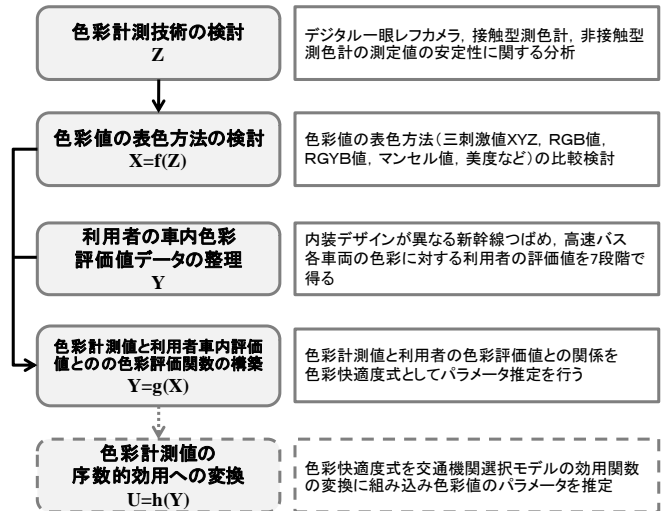 色彩計測技術の検討
Z
デジタル一眼レフカメラ，接触型測色計，非接触型
測色計の測定値の安定性に関する分析
色彩値の表色方法の検討
X=f(Z)
色彩値の表色方法（三刺激値XYZ，RGB値，
RGYB値，マンセル値，美度など）の比較検討
利用者の車内色彩
評価値データの整理
Y
内装デザインが異なる新幹線つばめ，高速バス
各車両の色彩に対する利用者の評価値を7段階で
得る
色彩計測値と利用者車内評価
値とのの色彩評価関数の構築
Y=g(X)
色彩計測値と利用者の色彩評価値との関係を
色彩快適度式としてパラメータ推定を行う
色彩計測値の
序数的効用への変換
U=h(Y)
色彩快適度式を交通機関選択モデルの効用関数
の変換に組み込み色彩値のパラメータを推定